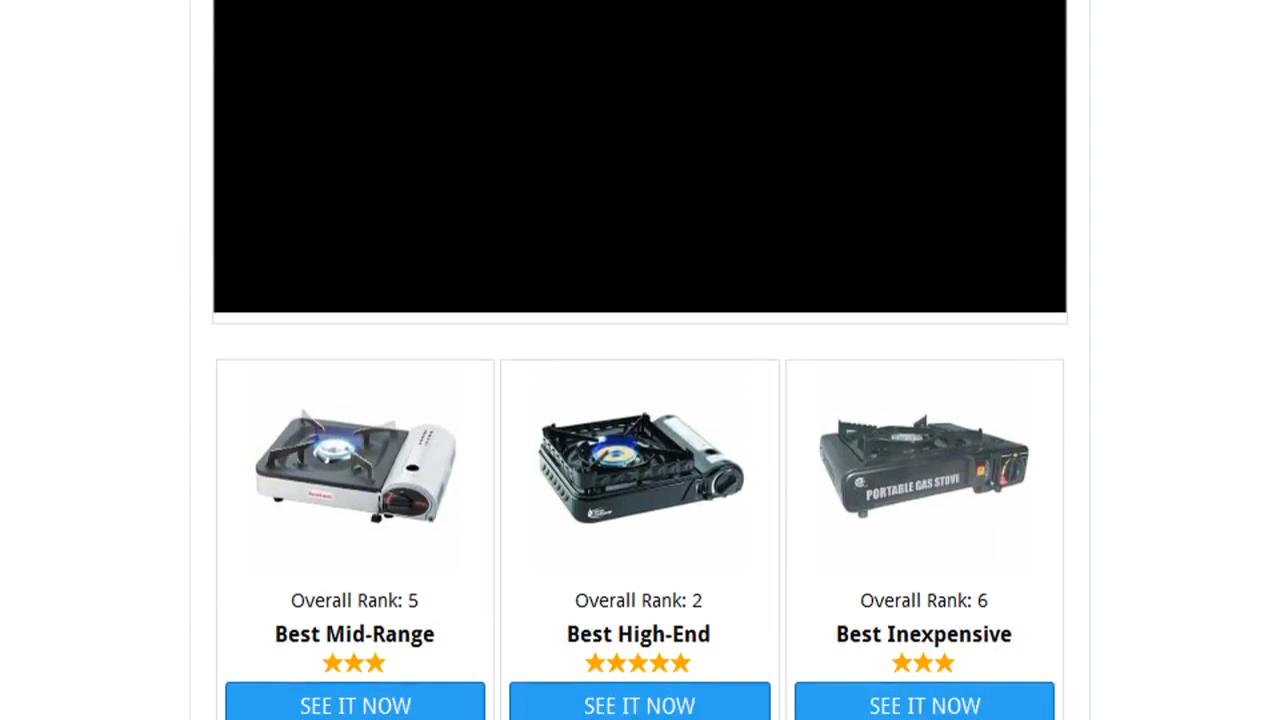 PORTABLE GAS STOVE
Overall Rank: 5
Overall Rank: 2
Overall Rank: 6
Best Mid-Range
Best High-End
Best Inexpensive
SEE IT NOW
SEE IT NOW
SEE IT NOW